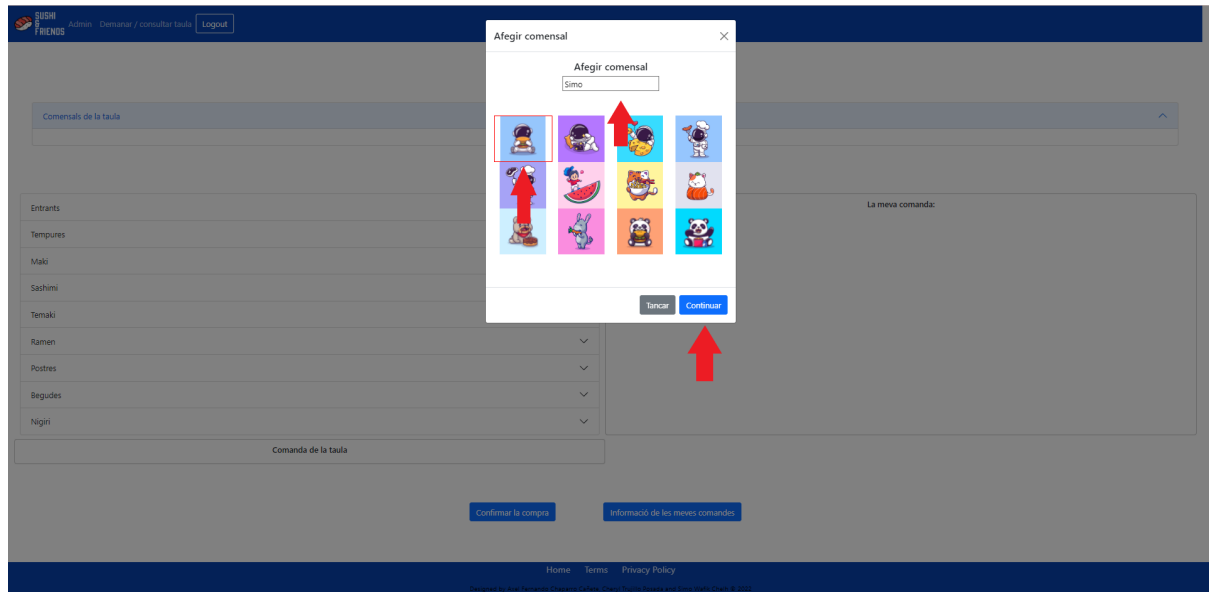 SUSHI
&
FRIENDS
Admin Demanar / consultar taula Logout
Afegir comensal
Afegir comensal
Simo
Comensals de la taula
Entrants
La meva comanda:
Tempures
Maki
Sashimi
Temaki
Tancar Continuar
Ramen
Postres
Begudes
Nigiri
Comanda de la taula
Confirmar la compra Informació de les meves comandes
Home Terms Privacy Policy